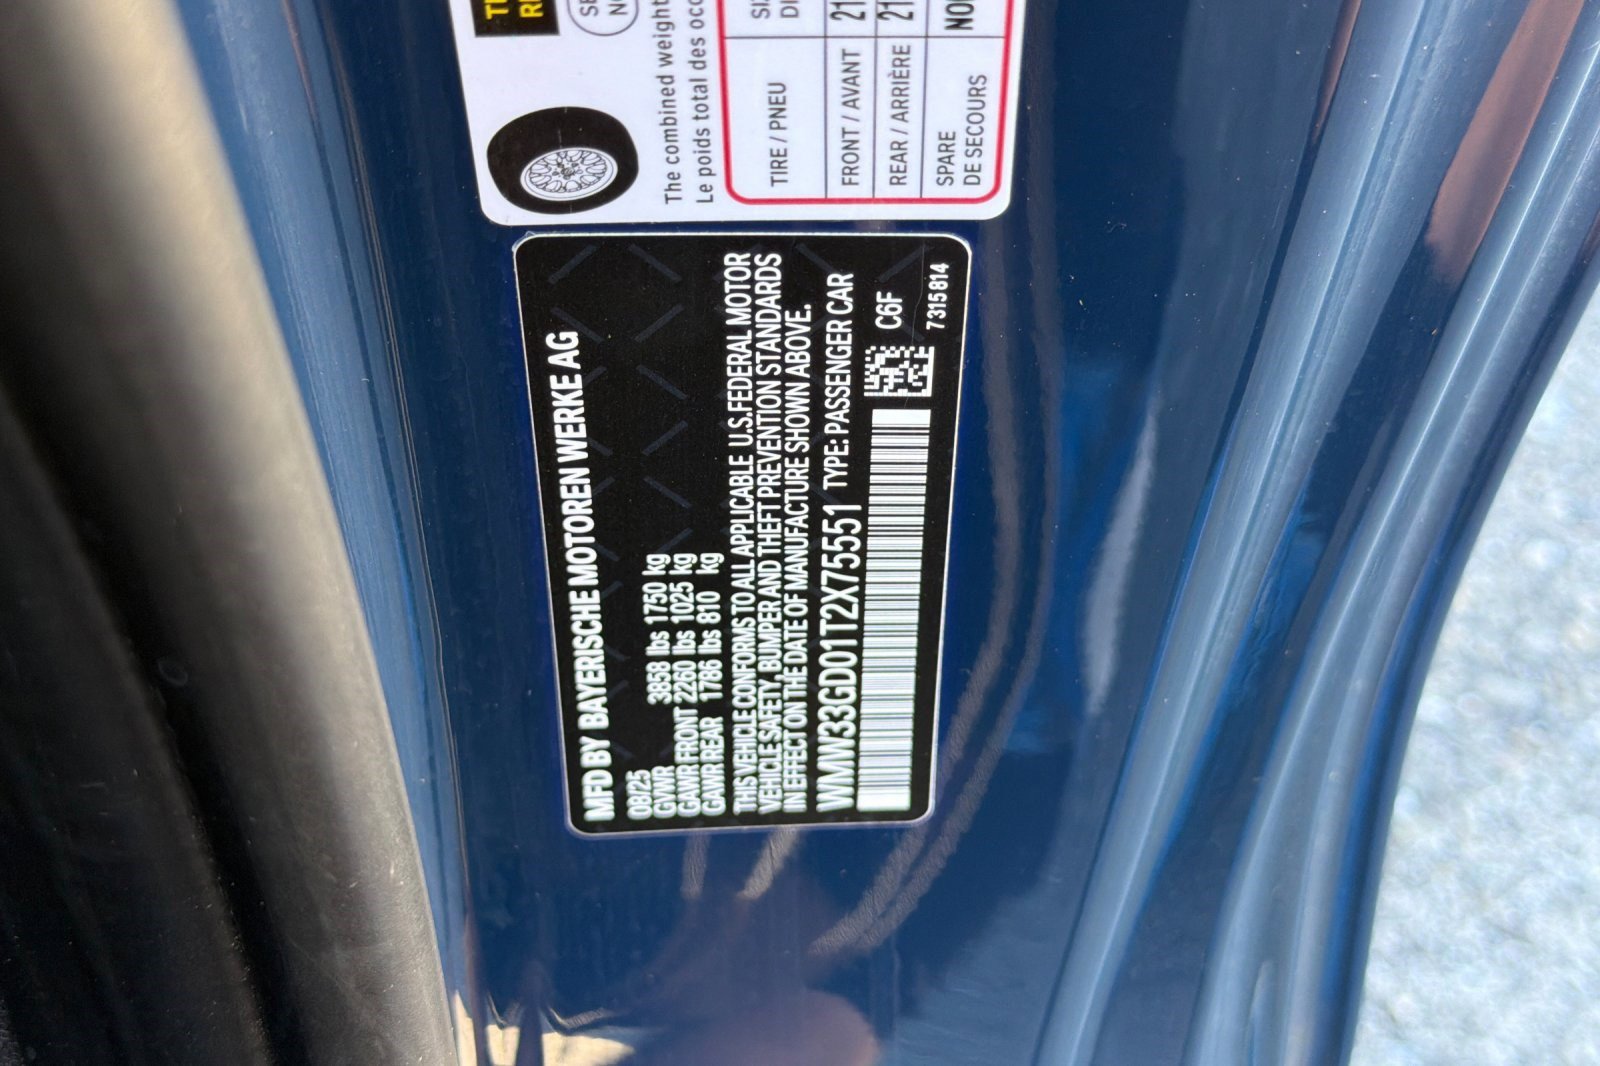 MFD BY BAYERISCHE MOTOREN WERKE AG
08/25
GVWR 3858 lbs 1750 kg
GAWR FRONT 2260 lbs 1025 kg
GAWR REAR 1786 lbs 810 kg
THIS VEHICLE CONFORMS TO ALL APPLICABLE U.S.FEDERAL MOTOR
VEHICLE SAFETY, BUMPER AND THEFT PREVENTION STANDARDS
IN EFFECT ON THE DATE OF MANUFACTURE SHOWN ABOVE.
WMW33GD01T2X75551 TYPE: PASSENGER CAR
C6F
7315814
The combined weight
Le poids total des
TIRE / PNEU
FRONT / AVANT 21
REAR / ARRIÈRE 21
SPARE
DE SECOURS